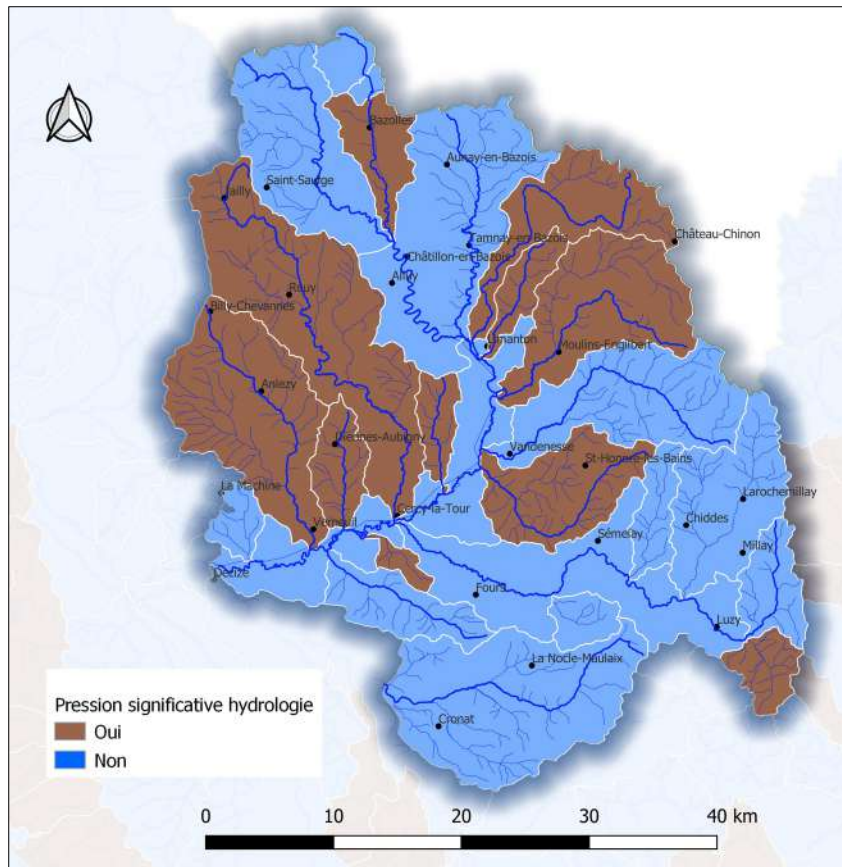 Bazolles
Aunay-en-Bazois
Saint-Saulge
Jailly
Château-Chinon
Tamnay-en-Bazois
Châtillon-en-Bazois
Alluy
Rouy
Billy-Chevannes
Limanton
Moulins-Engilbert
Anlezy
Diennes-Aubigny
Vandenesse
St-Honoré-les-Bains
La Machine
Larochemillay
Verneuil
Cercy-la-Tour
Chiddes
Sémelay
Millay
Decize
Fours
Luzy
La Nocle-Maulaix
Cronat
Pression significative hydrologie
Oui
Non
0 10 20 30 40 km